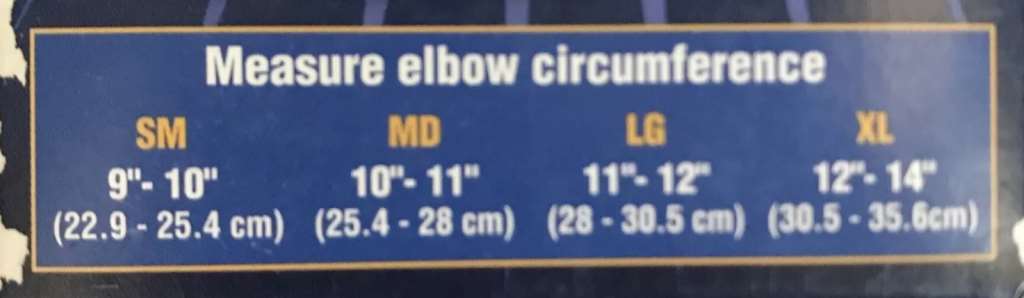 Measure elbow circumference
SM MD LG XL
9"- 10" 10"- 11" 11"- 12" 12"- 14"
(22.9 - 25.4 cm) (25.4 - 28 cm) (28 - 30.5 cm) (30.5 - 35.6cm)